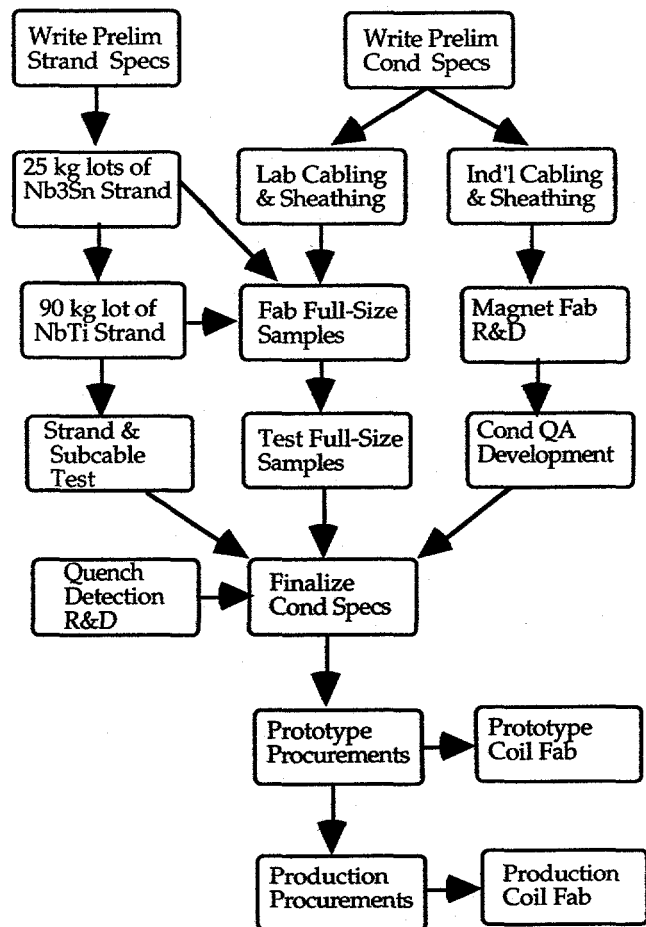 Write Prelim
Strand Specs
Write Prelim
Cond Specs
25 kg lots of
Nb3Sn Strand
Lab Cabling
& Sheathing
Ind'l Cabling
& Sheathing
90 kg lot of
NbTi Strand
Fab Full-Size
Samples
Magnet Fab
R&D
Strand &
Subcable
Test
Test Full-Size
Samples
Cond QA
Development
Quench
Detection
R&D
Finalize
Cond Specs
Prototype
Procurements
Prototype
Coil Fab
Production
Procurements
Production
Coil Fab